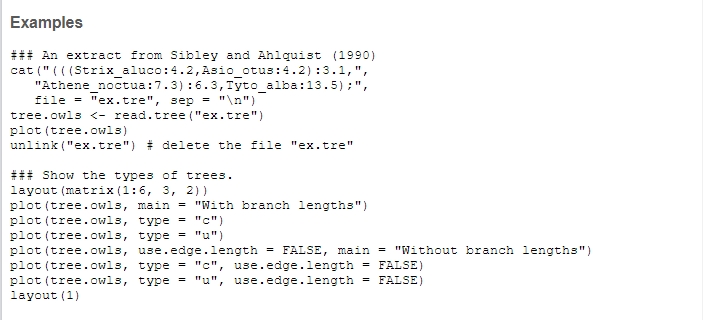 Examples
### An extract from Sibley and Ahlquist (1990)
cat("(((Strix_aluco:4.2,Asio_otus:4.2):3.1,",
"Athene_noctua:7.3):6.3,Tyto_alba:13.5);",
file = "ex.tre", sep = "\n")
tree.owls <- read.tree("ex.tre")
plot(tree.owls)
unlink("ex.tre") # delete the file "ex.tre"
### Show the types of trees.
layout(matrix(1:6, 3, 2))
plot(tree.owls, main = "With branch lengths")
plot(tree.owls, type = "c")
plot(tree.owls, type = "u")
plot(tree.owls, use.edge.length = FALSE, main = "Without branch lengths")
plot(tree.owls, type = "c", use.edge.length = FALSE)
plot(tree.owls, type = "u", use.edge.length = FALSE)
layout(1)